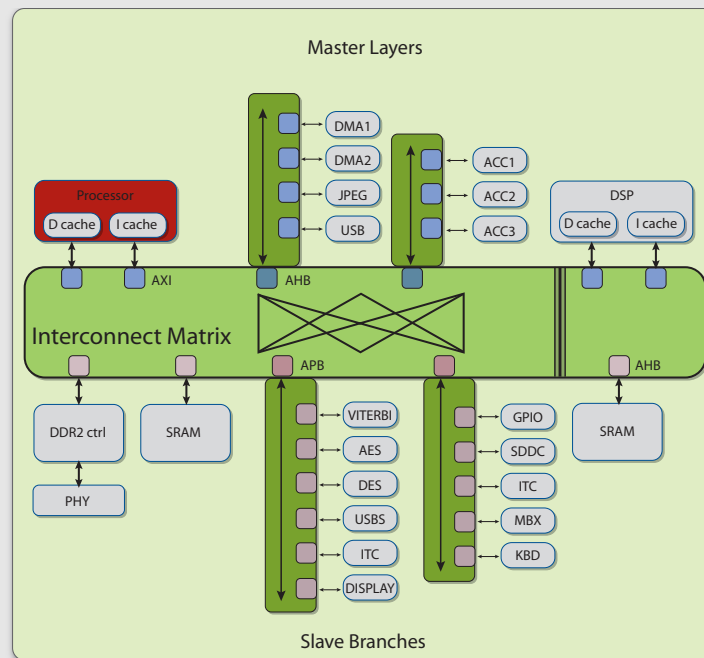 Master Layers
DMA1
DMA2
JPEG
USB
ACC1
ACC2
ACC3
Processor
D cache
I cache
DSP
D cache
I cache
AXI
AHB
Interconnect Matrix
APB
AHB
DDR2 ctrl
SRAM
PHY
VITERBI
AES
DES
USBS
ITC
DISPLAY
GPIO
SDDC
ITC
MBX
KBD
SRAM
Slave Branches